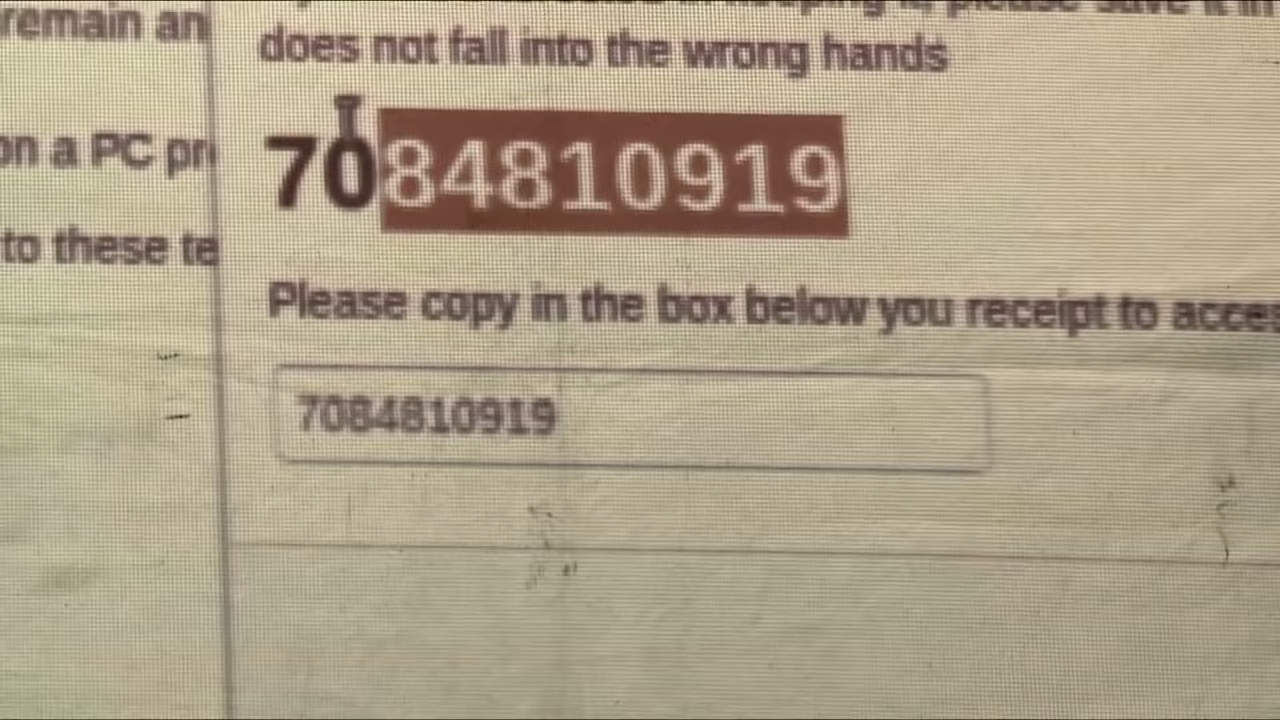 remain an
on a PC pr
to these te
does not fall into the wrong hands
7084810919
Please copy in the box below you receipt to acce
7084810919